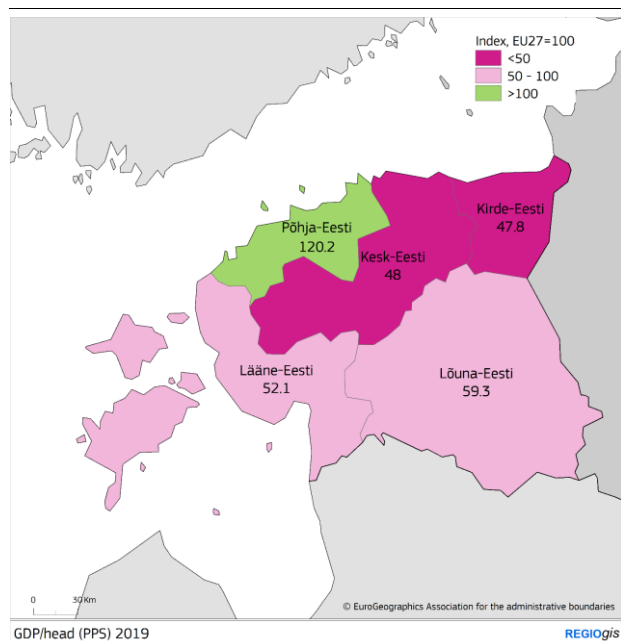 Index, EU27=100
<50
50 - 100
>100
Põhja-Eesti
120.2
Kirde-Eesti
47.8
Kesk-Eesti
48
Lääne-Eesti
52.1
Lõuna-Eesti
59.3
0 30 Km
© EuroGeographics Association for the administrative boundaries
GDP/head (PPS) 2019
REGIOgis